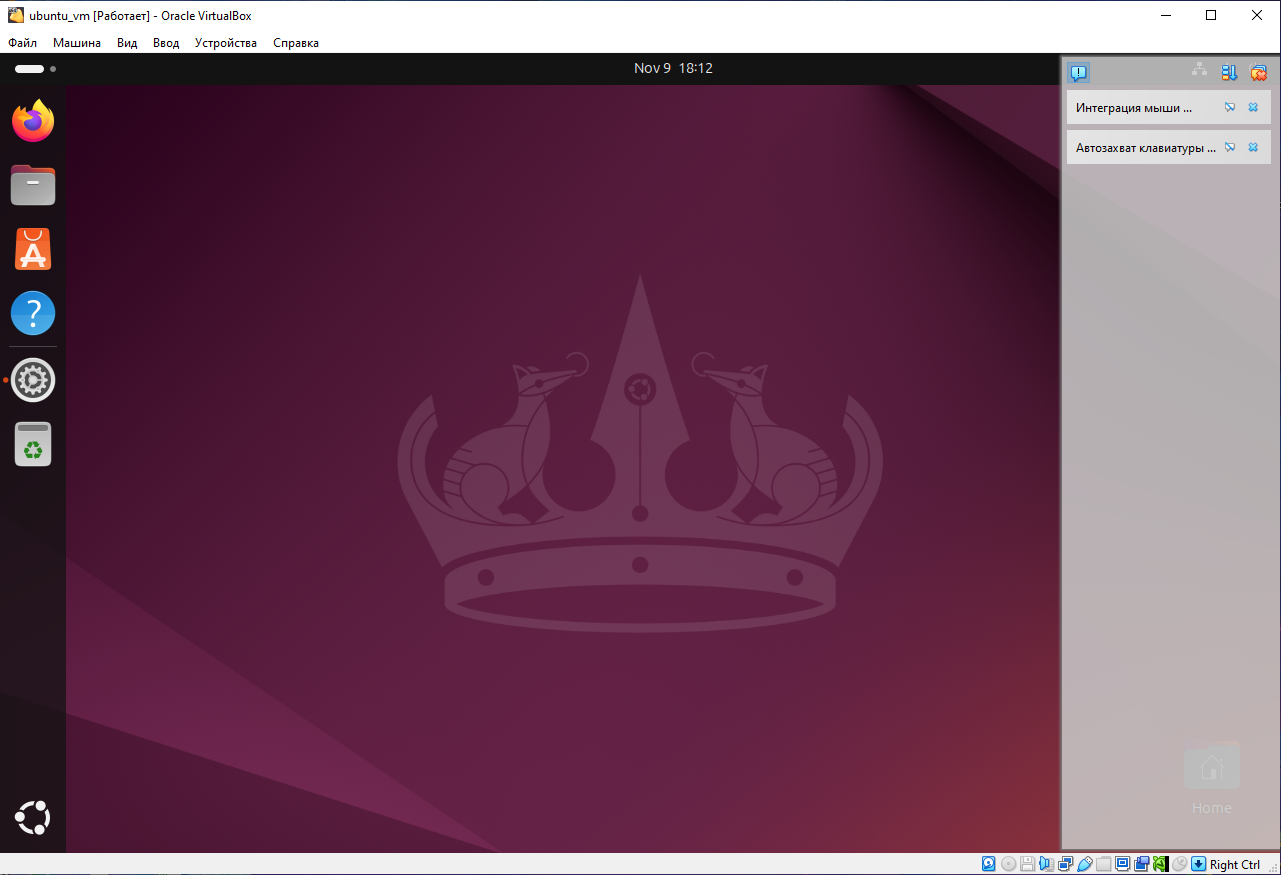 ubuntu_vm [Работает] - Oracle VirtualBox
Файл Машина Вид Ввод Устройства Справка
Nov 9 18:12
Интеграция мыши ...
Автозахват клавиатуры ...
Home
Right Ctrl